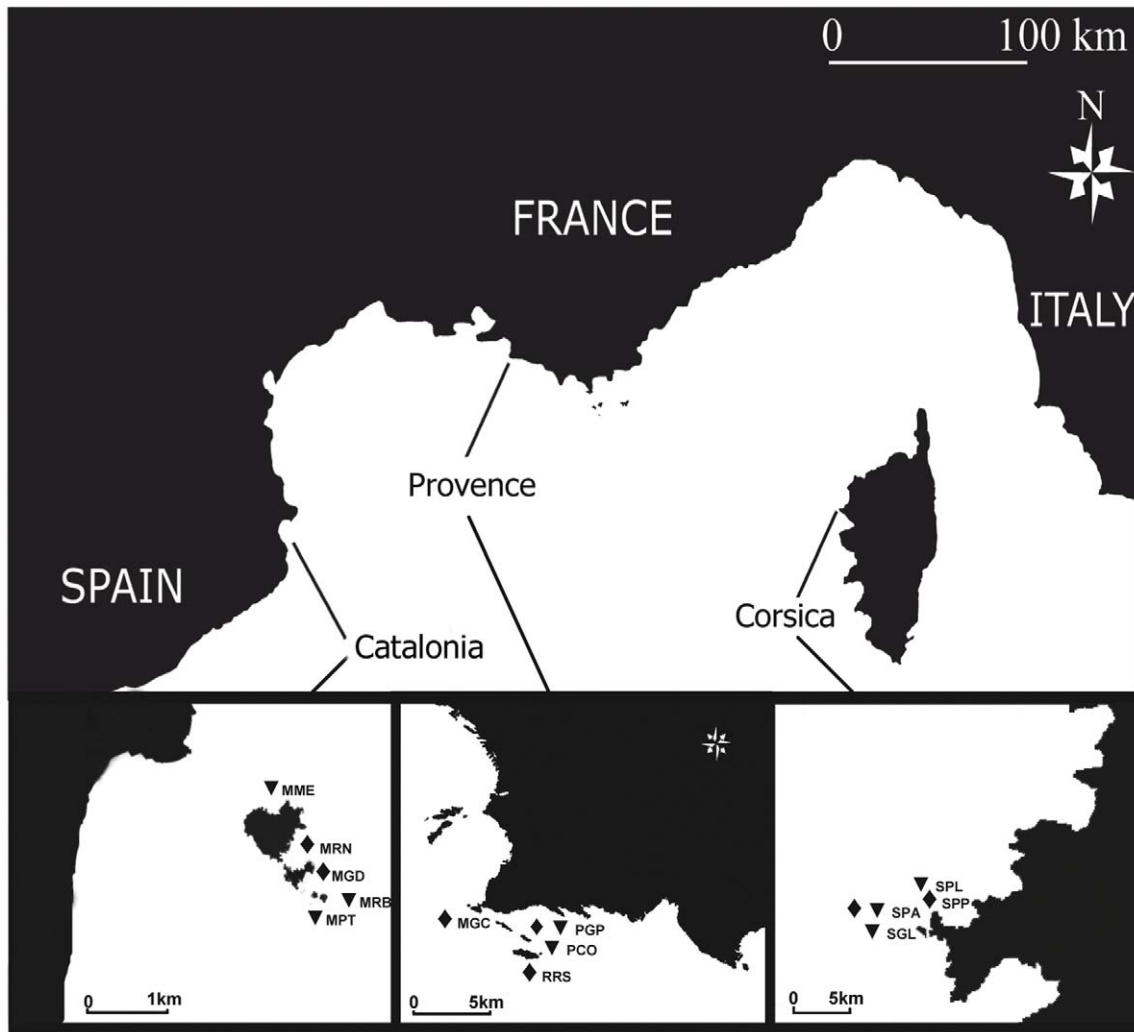 0 100 km
N
FRANCE
ITALY
Provence
SPAIN
Corsica
Catalonia
MME
MRN
MGD
MRB
MPT
0 1km
MGC
PGP
PCO
RRS
0 5km
SPL
SPP
SPA
SGL
0 5km